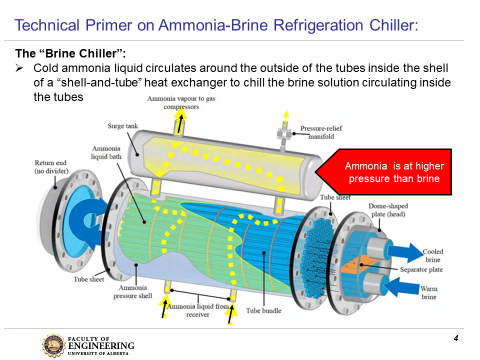 Technical Primer on Ammonia-Brine Refrigeration Chiller:
The “Brine Chiller”:
➢ Cold ammonia liquid circulates around the outside of the tubes inside the shell
of a “shell-and-tube” heat exchanger to chill the brine solution circulating inside
the tubes
Ammonia vapour to gas
compressors
Surge tank
Pressure-relief
manifold
Ammonia
liquid bath
Return end
(no divider)
Ammonia is at higher
pressure than brine
Tube sheet
Dome-shaped
plate (head)
Cooled
brine
Separator plate
Warm
brine
Tube sheet
Ammonia
pressure shell
Ammonia liquid from
receiver
Tube bundle
FACULTY OF
ENGINEERING
UNIVERSITY OF ALBERTA
4